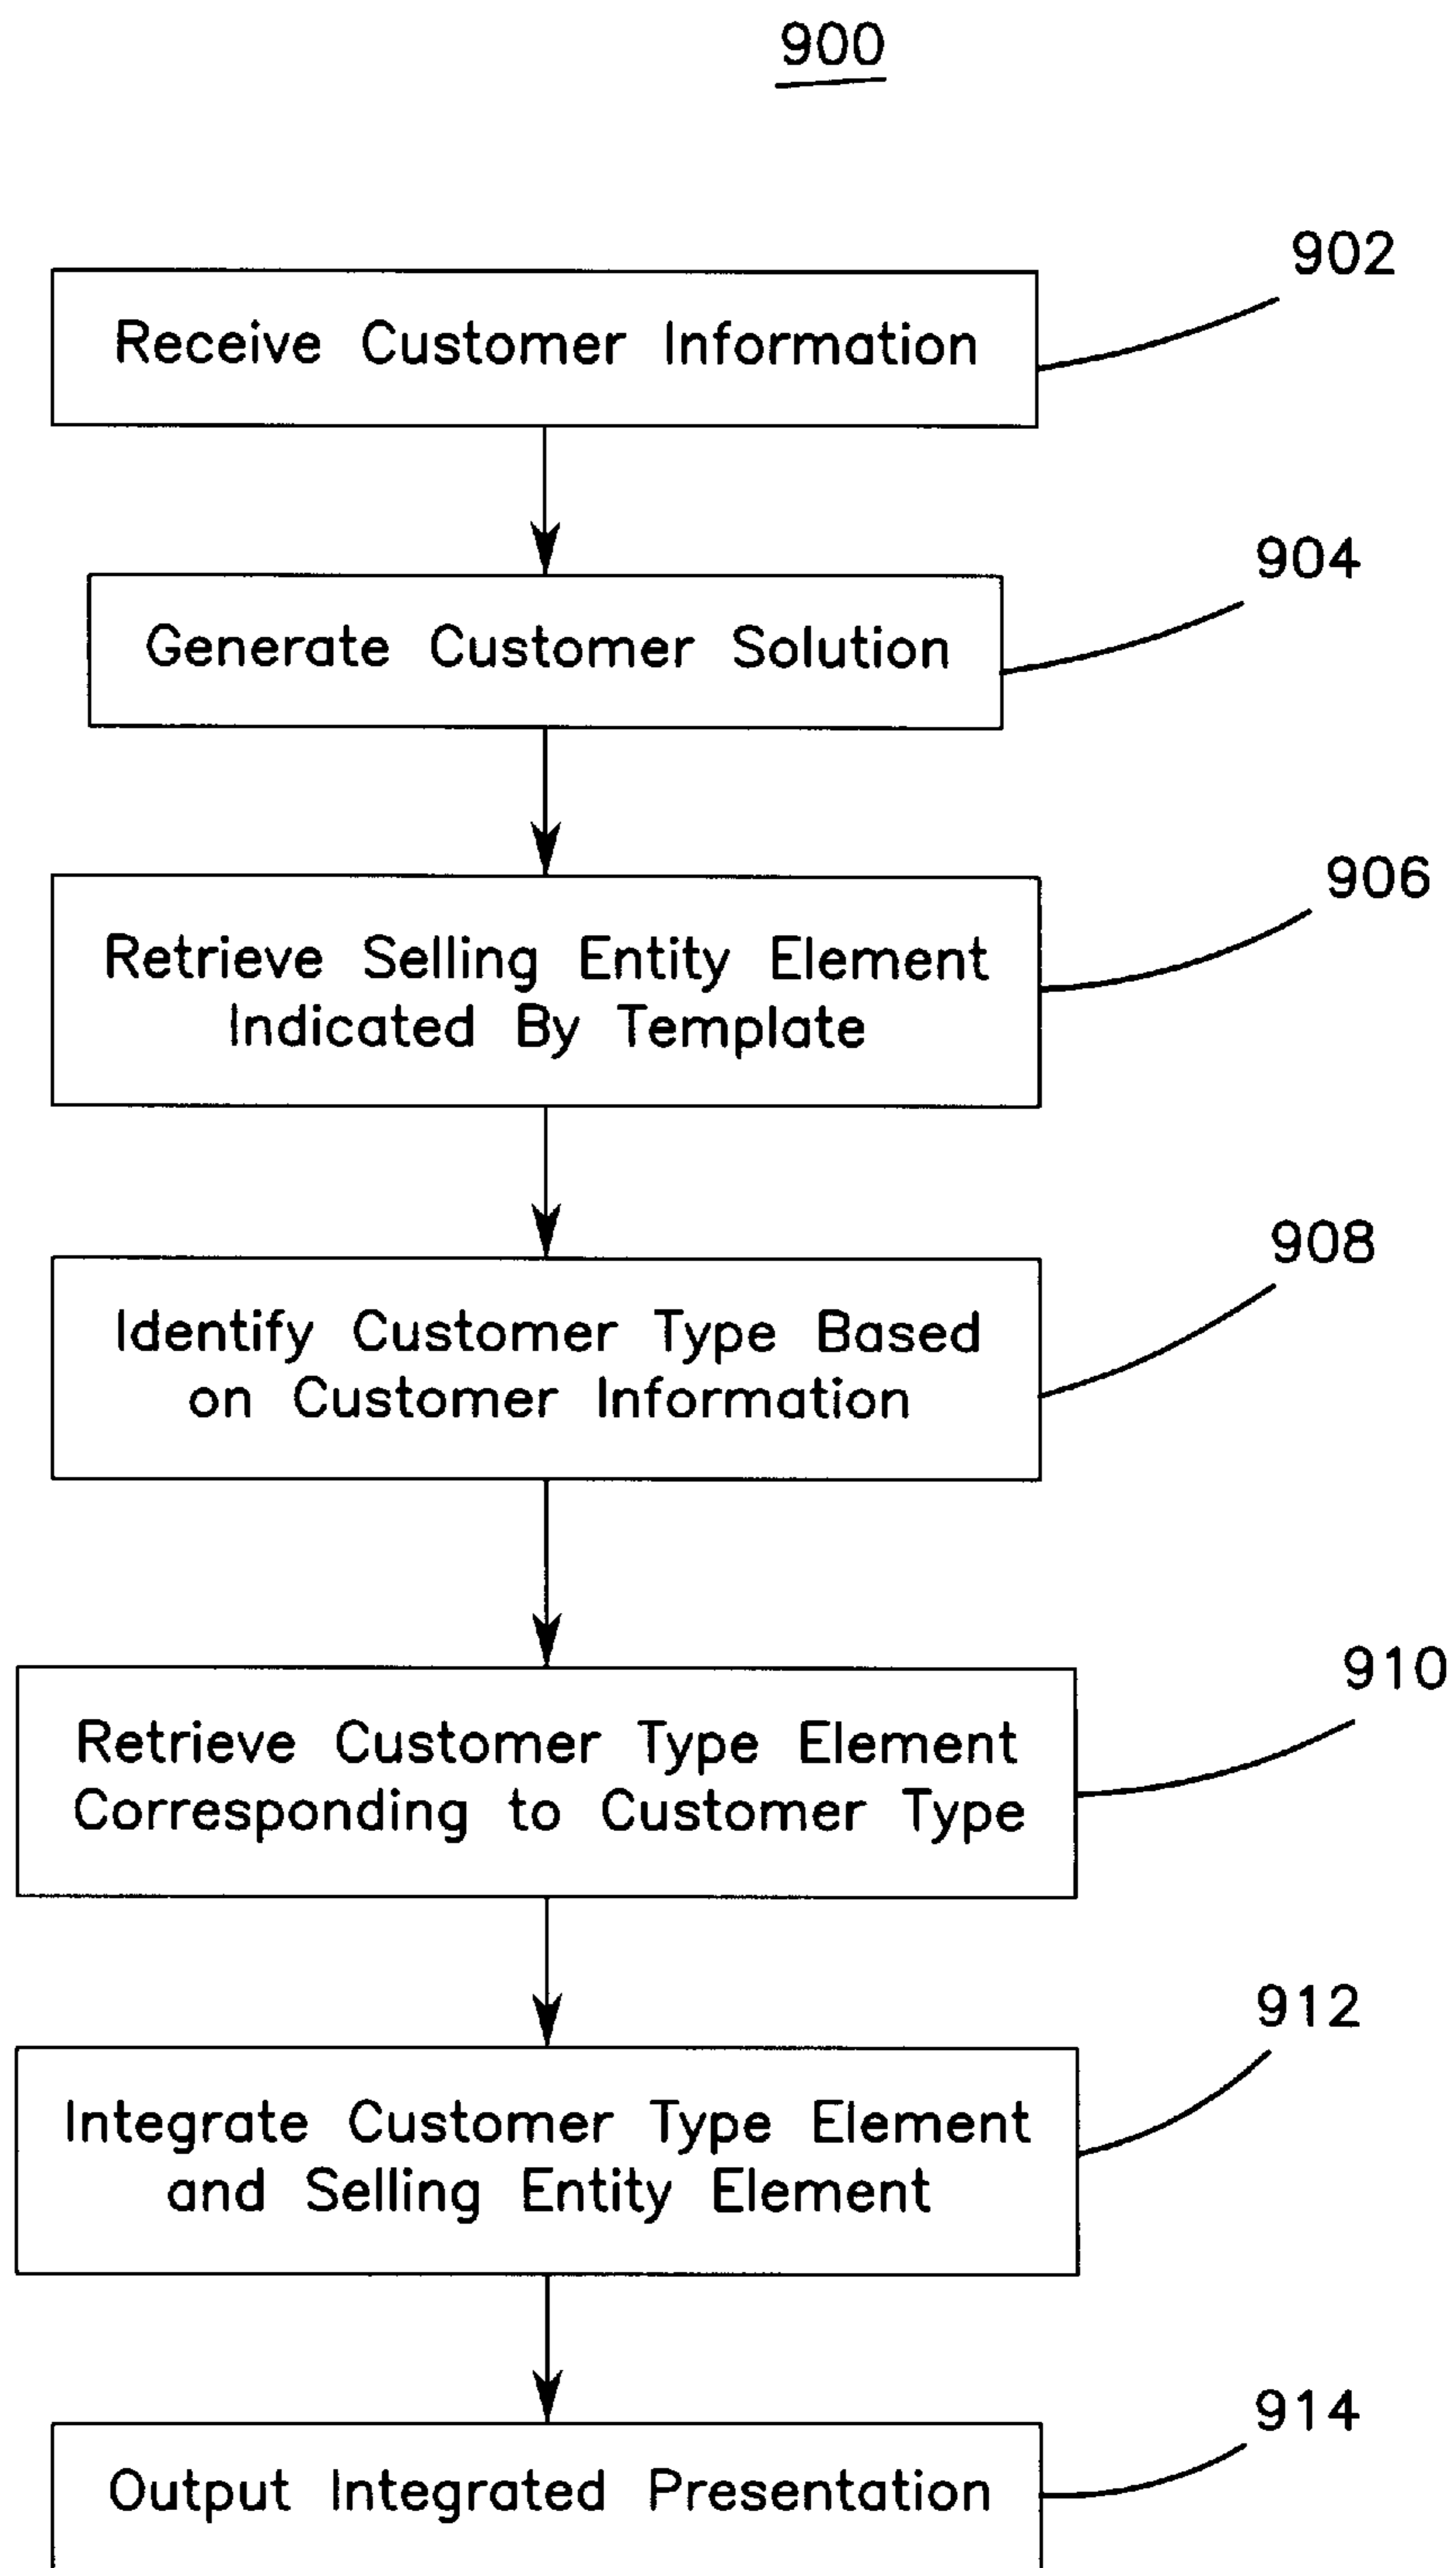 900
902
Receive Customer Information
904
Generate Customer Solution
906
Retrieve Selling Entity Element
Indicated By Template
908
Identify Customer Type Based
on Customer Information
910
Retrieve Customer Type Element
Corresponding to Customer Type
912
Integrate Customer Type Element
and Selling Entity Element
914
Output Integrated Presentation